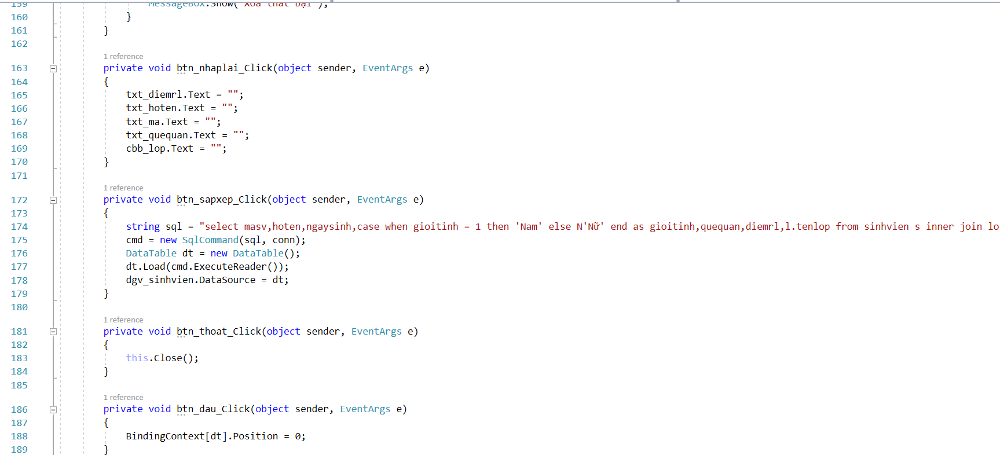 159 MessageBox.Show("Xóa thất bại");
160 }
161 }
162
1 reference
163 private void btn_nhaplai_Click(object sender, EventArgs e)
164 {
165 txt_diemrl.Text = "";
166 txt_hoten.Text = "";
167 txt_ma.Text = "";
168 txt_quequan.Text = "";
169 cbb_lop.Text = "";
170 }
171
1 reference
172 private void btn_sapxep_Click(object sender, EventArgs e)
173 {
174 string sql = "select masv,hoten,ngaysinh,case when gioitinh = 1 then 'Nam' else N'Nữ' end as gioitinh,quequan,diemrl,l.tenlop from sinhvien s inner join lo
175 cmd = new SqlCommand(sql, conn);
176 DataTable dt = new DataTable();
177 dt.Load(cmd.ExecuteReader());
178 dgv_sinhvien.DataSource = dt;
179 }
180
1 reference
181 private void btn_thoat_Click(object sender, EventArgs e)
182 {
183 this.Close();
184 }
185
1 reference
186 private void btn_dau_Click(object sender, EventArgs e)
187 {
188 BindingContext[dt].Position = 0;
189 }